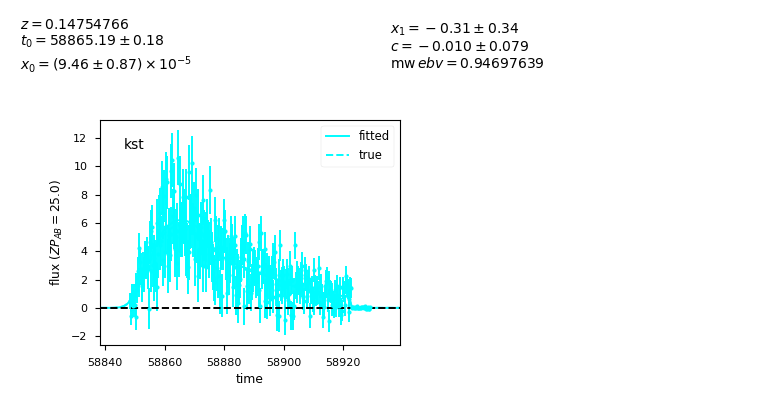 z = 0.14754766
t₀ = 58865.19 ± 0.18
x₀ = (9.46 ± 0.87) × 10⁻⁵
x₁ = −0.31 ± 0.34
c = −0.010 ± 0.079
mw ebv = 0.94697639
kst
fitted
true
12
10
8
6
4
2
0
−2
flux (ZP_AB = 25.0)
58840 58860 58880 58900 58920
time